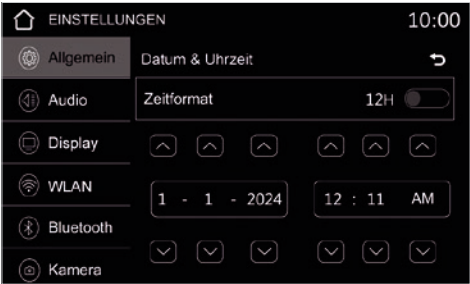 EINSTELLUNGEN 10:00
Allgemein
Datum & Uhrzeit
Audio
Zeitformat 12H
Display
WLAN
1 - 1 - 2024 12 : 11 AM
Bluetooth
Kamera